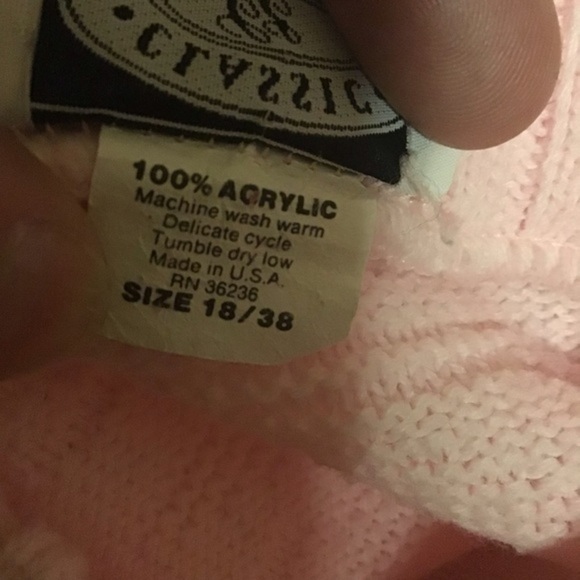 CLASSIC
100% ACRYLIC
Machine wash warm
Delicate cycle
Tumble dry low
Made in U.S.A.
RN 36236
SIZE 18/38